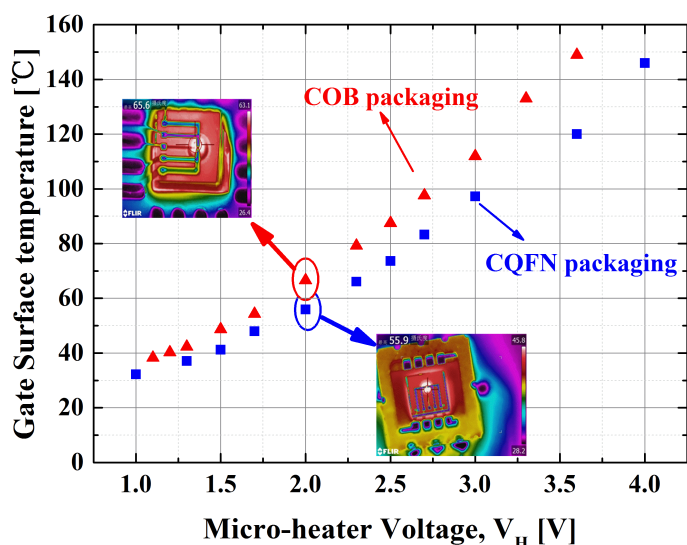 160
140
120
100
80
60
40
20
0
Gate Surface temperature [℃]
1.0 1.5 2.0 2.5 3.0 3.5 4.0
Micro-heater Voltage, V_H [V]
COB packaging
CQFN packaging
65.6
63.1
26.4
FLIR
55.9
45.8
28.2
FLIR